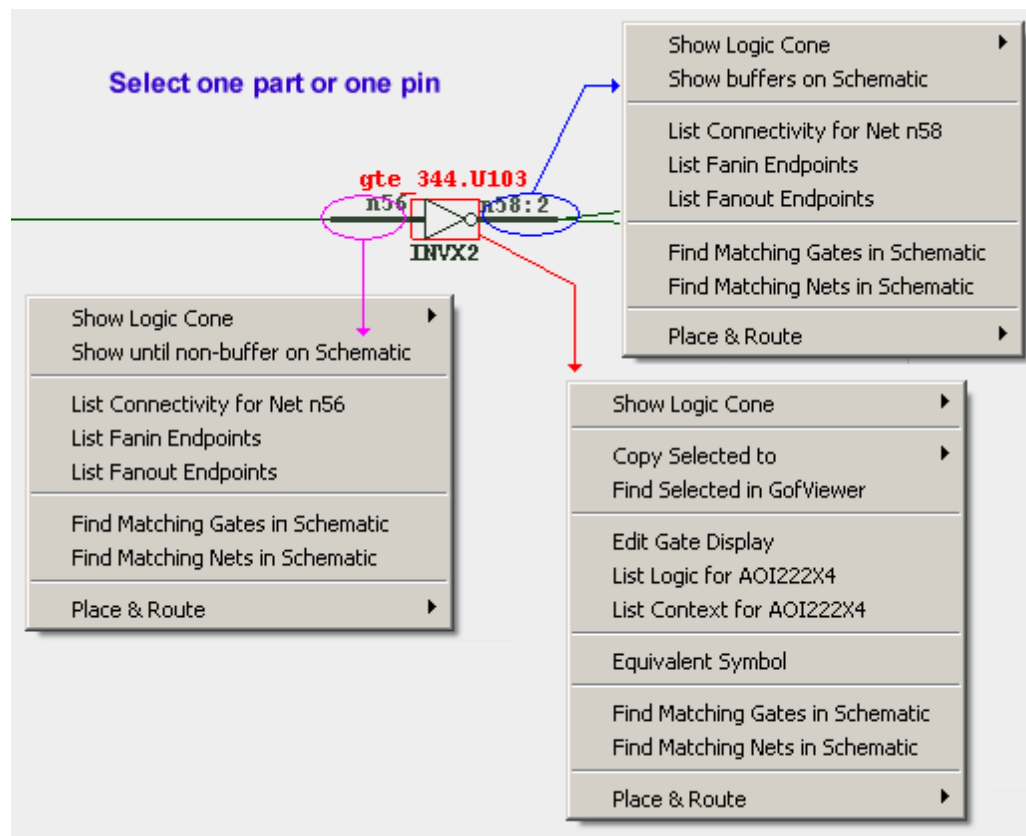 Select one part or one pin
gte_344.U103
n56
n58:2
INVX2
Show Logic Cone
Show buffers on Schematic
List Connectivity for Net n58
List Fanin Endpoints
List Fanout Endpoints
Find Matching Gates in Schematic
Find Matching Nets in Schematic
Place & Route
Show Logic Cone
Show until non-buffer on Schematic
List Connectivity for Net n56
List Fanin Endpoints
List Fanout Endpoints
Find Matching Gates in Schematic
Find Matching Nets in Schematic
Place & Route
Show Logic Cone
Copy Selected to
Find Selected in GofViewer
Edit Gate Display
List Logic for AOI222X4
List Context for AOI222X4
Equivalent Symbol
Find Matching Gates in Schematic
Find Matching Nets in Schematic
Place & Route